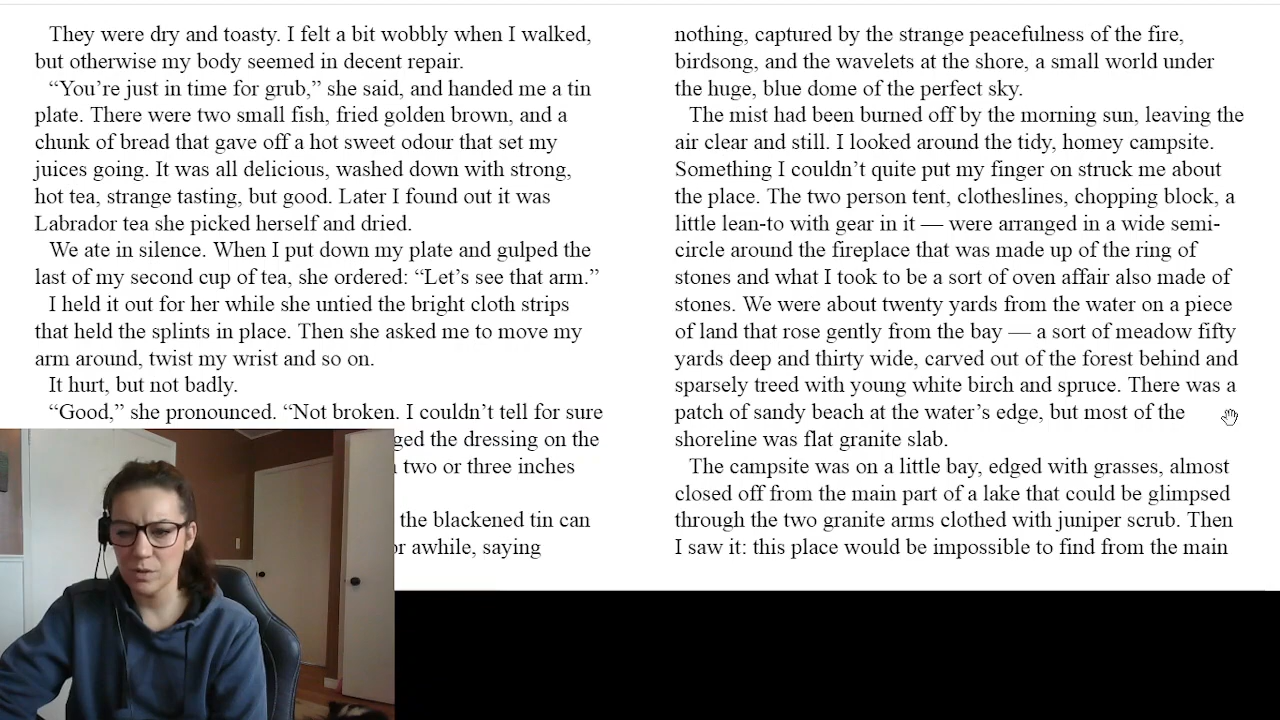 They were dry and toasty. I felt a bit wobbly when I walked,
but otherwise my body seemed in decent repair.
“You’re just in time for grub,” she said, and handed me a tin
plate. There were two small fish, fried golden brown, and a
chunk of bread that gave off a hot sweet odour that set my
juices going. It was all delicious, washed down with strong,
hot tea, strange tasting, but good. Later I found out it was
Labrador tea she picked herself and dried.
We ate in silence. When I put down my plate and gulped the
last of my second cup of tea, she ordered: “Let’s see that arm.”
I held it out for her while she untied the bright cloth strips
that held the splints in place. Then she asked me to move my
arm around, twist my wrist and so on.
It hurt, but not badly.
“Good,” she pronounced. “Not broken. I couldn’t tell for sure
ged the dressing on the
two or three inches
the blackened tin can
awhile, saying
nothing, captured by the strange peacefulness of the fire,
birdsong, and the wavelets at the shore, a small world under
the huge, blue dome of the perfect sky.
The mist had been burned off by the morning sun, leaving the
air clear and still. I looked around the tidy, homey campsite.
Something I couldn’t quite put my finger on struck me about
the place. The two person tent, clotheslines, chopping block, a
little lean-to with gear in it — were arranged in a wide semi-
circle around the fireplace that was made up of the ring of
stones and what I took to be a sort of oven affair also made of
stones. We were about twenty yards from the water on a piece
of land that rose gently from the bay — a sort of meadow fifty
yards deep and thirty wide, carved out of the forest behind and
sparsely treed with young white birch and spruce. There was a
patch of sandy beach at the water’s edge, but most of the
shoreline was flat granite slab.
The campsite was on a little bay, edged with grasses, almost
closed off from the main part of a lake that could be glimpsed
through the two granite arms clothed with juniper scrub. Then
I saw it: this place would be impossible to find from the main